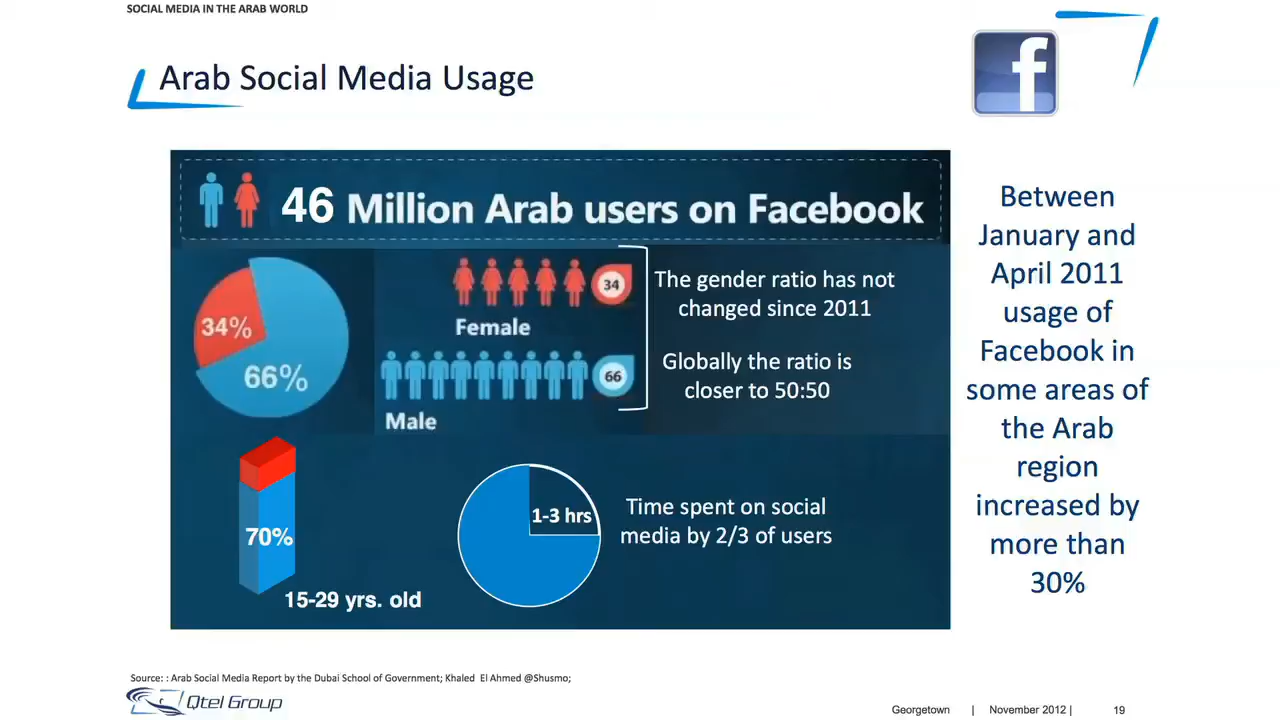 SOCIAL MEDIA IN THE ARAB WORLD
Arab Social Media Usage
f
46 Million Arab users on Facebook
34%
66%
34
Female
66
Male
The gender ratio has not
changed since 2011
Globally the ratio is
closer to 50:50
70%
15-29 yrs. old
1-3 hrs
Time spent on social
media by 2/3 of users
Between
January and
April 2011
usage of
Facebook in
some areas of
the Arab
region
increased by
more than
30%
Source: : Arab Social Media Report by the Dubai School of Government; Khaled El Ahmed @Shusmo;
Qtel Group
Georgetown | November 2012 | 19